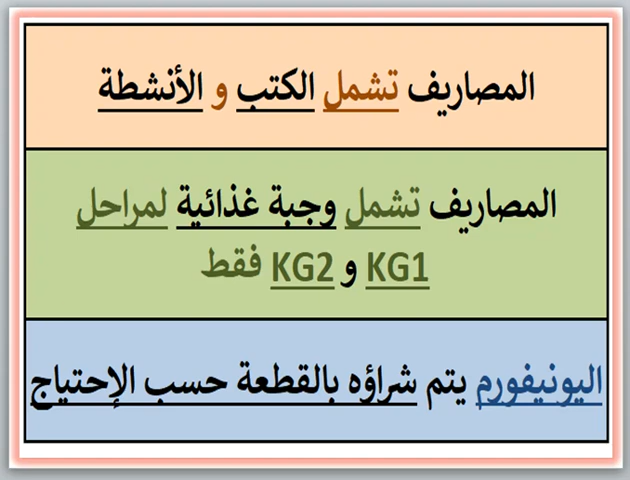 المصاريف تشمل الكتب و الأنشطة
المصاريف تشمل وجبة غذائية لمراحل
KG1 و KG2 فقط
اليونيفورم يتم شراؤه بالقطعة حسب الإحتياج